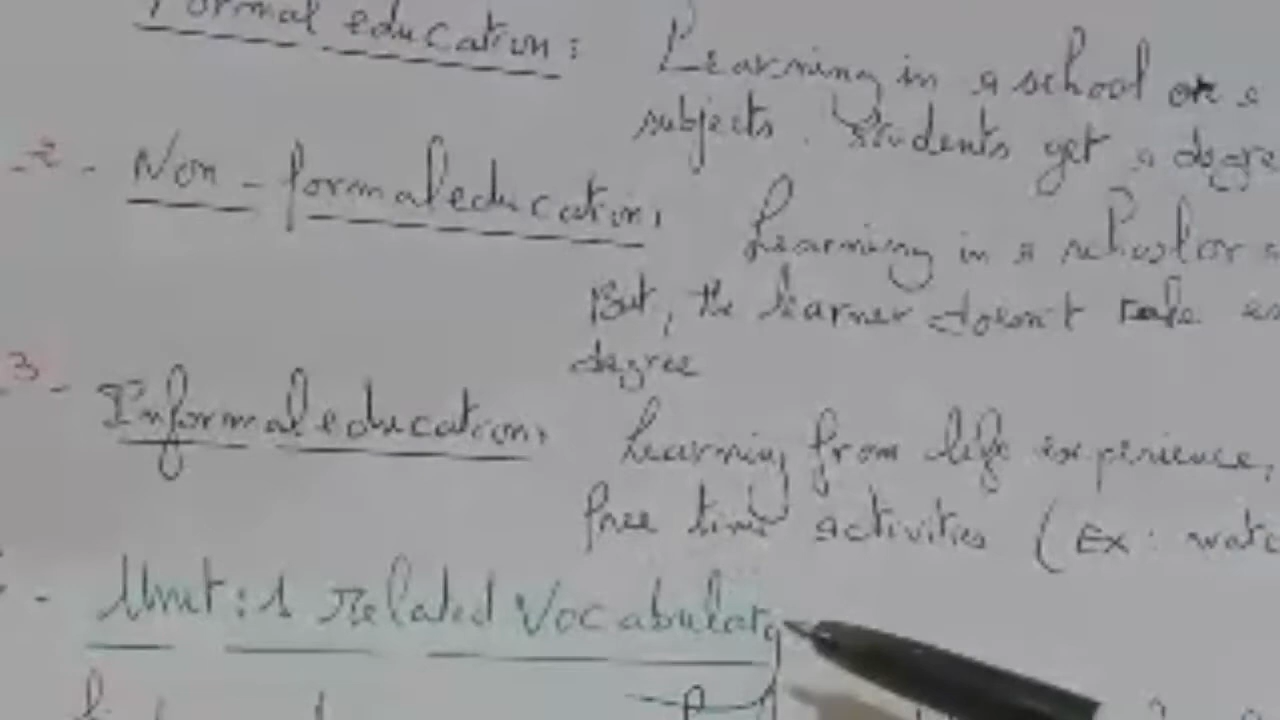 Formal education: Learning in a school or a
subjects. Students get a degre
-2- Non-formal education: Learning in a school or a
But, the learner doesn't take
degree
3- Informal education: Learning from life experience,
free time activities (Ex: watc
- Unit:1 Related Vocabulary